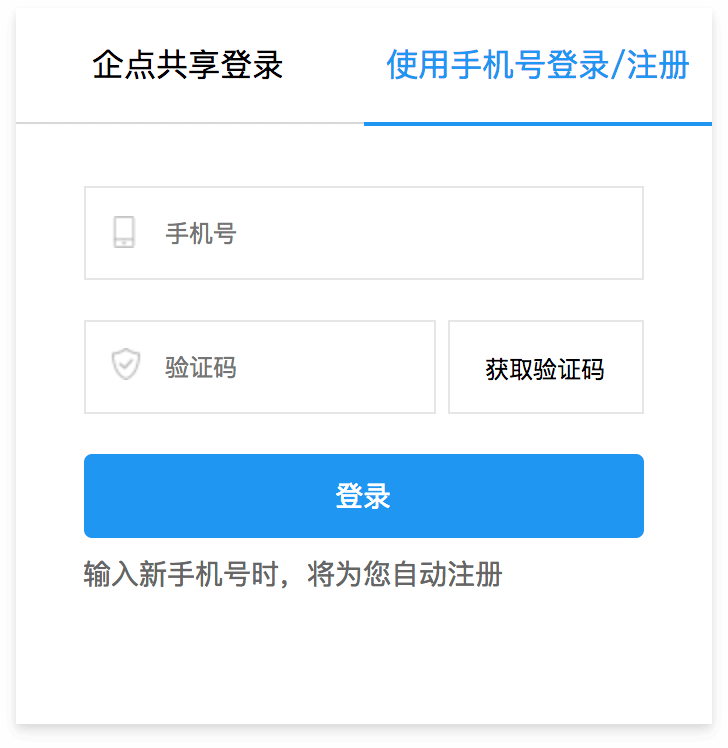 企点共享登录
使用手机号登录/注册
手机号
验证码
获取验证码
登录
输入新手机号时，将为您自动注册